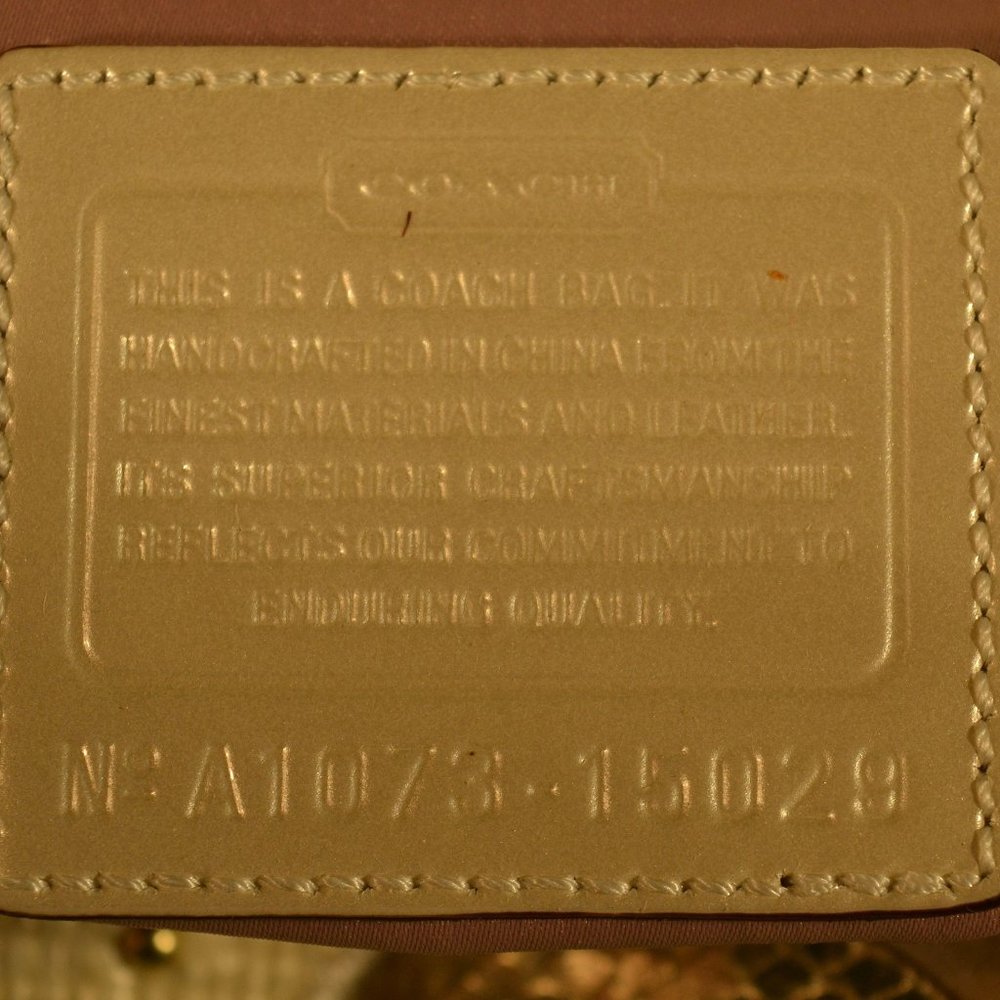 COACH
THIS IS A COACH BAG. IT WAS
HANDCRAFTED IN CHINA FROM THE
FINEST MATERIALS AND LEATHER.
ITS SUPERIOR CRAFTSMANSHIP
REFLECTS OUR COMMITMENT TO
ENDURING QUALITY.
Nº A1073-15029